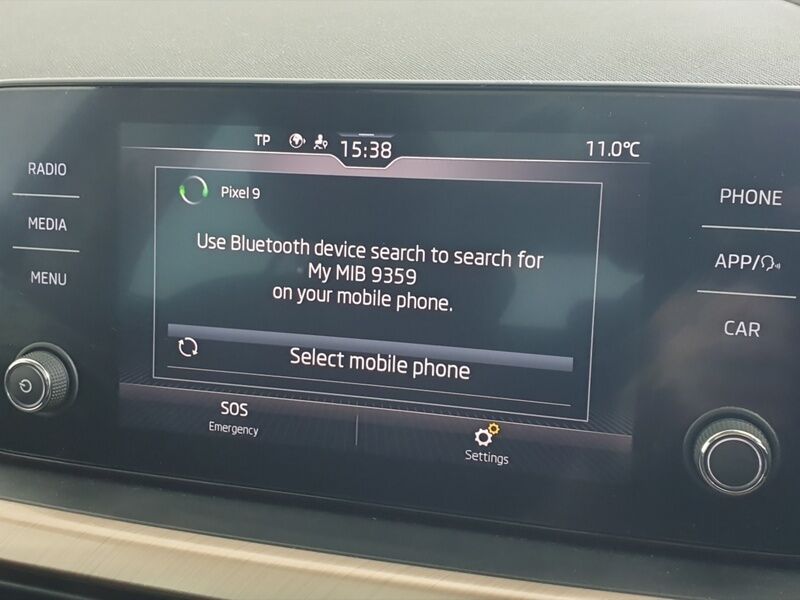 TP 15:38 11.0°C
RADIO
MEDIA
MENU
Pixel 9
Use Bluetooth device search to search for
My MIB 9359
on your mobile phone.
Select mobile phone
SOS
Emergency
Settings
PHONE
APP/
CAR